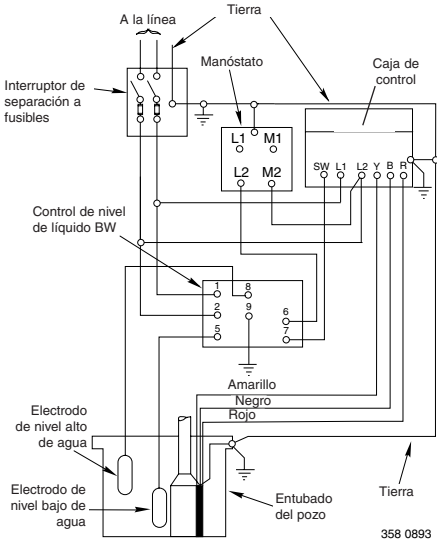 A la línea
Tierra
Interruptor de
separación a
fusibles
Manóstato
Caja de
control
L1 M1
L2 M2
SW L1 L2 Y B R
Control de nivel
de líquido BW
1 8
2 9 6
5 7
Amarillo
Negro
Rojo
Electrodo
de nivel alto
de agua
Electrodo de
nivel bajo de
agua
Entubado
del pozo
Tierra
358 0893